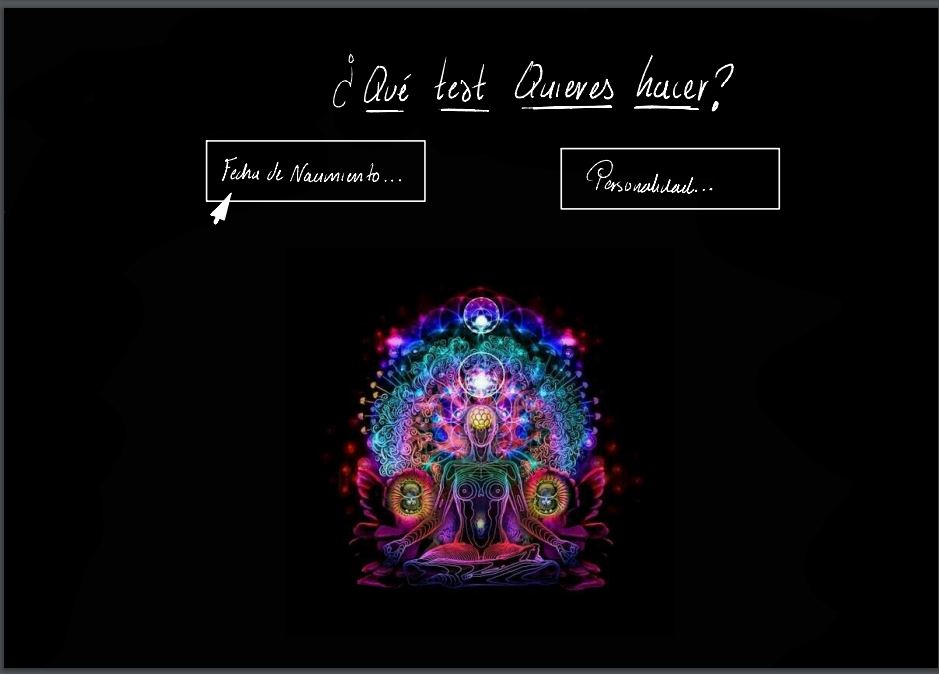 ¿Qué test Quieres hacer?
Fecha de Nacimiento...
Personalidad...